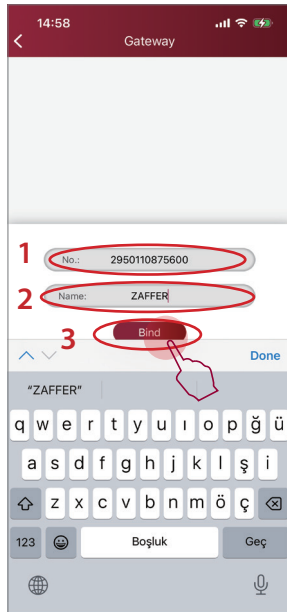 14:58
Gateway
1 No.: 2950110875600
2 Name: ZAFFER
3 Bind
Done
"ZAFFER"
q w e r t y u ı o p ğ ü
a s d f g h j k l ş i
z x c v b n m ö ç
123 Boşluk Geç